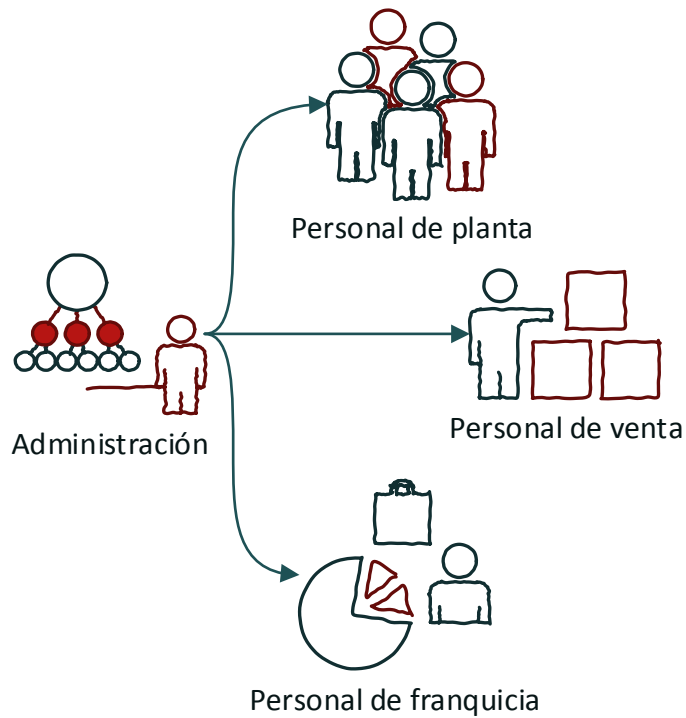 Personal de planta
Administración
Personal de venta
Personal de franquicia